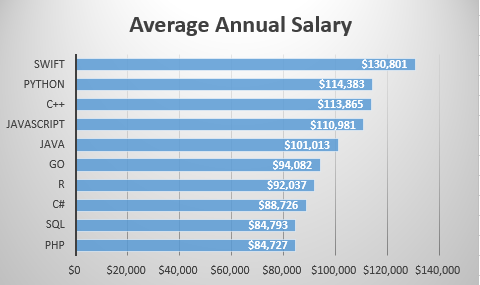 Average Annual Salary
SWIFT $130,801
PYTHON $114,383
C++ $113,865
JAVASCRIPT $110,981
JAVA $101,013
GO $94,082
R $92,037
C# $88,726
SQL $84,793
PHP $84,727
$0 $20,000 $40,000 $60,000 $80,000 $100,000 $120,000 $140,000